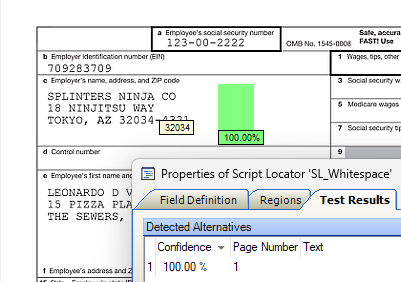 a Employee's social security number
123-00-2222
OMB No. 1545-0008
Safe, accura
FAST! Use
b Employer identification number (EIN)
709283709
1 Wages, tips, other
c Employer's name, address, and ZIP code
SPLINTERS NINJA CO
18 NINJITSU WAY
TOKYO, AZ 32034-4321
32034
100.00%
3 Social security w
5 Medicare wages
7 Social security tip
d Control number
9
e Employee's first name and
LEONARDO D V
15 PIZZA PLA
THE SEWERS,
f Employee's address and Z
Properties of Script Locator 'SL_Whitespace'
Field Definition
Regions
Test Results
Detected Alternatives
Confidence
Page Number
Text
1
100.00 %
1